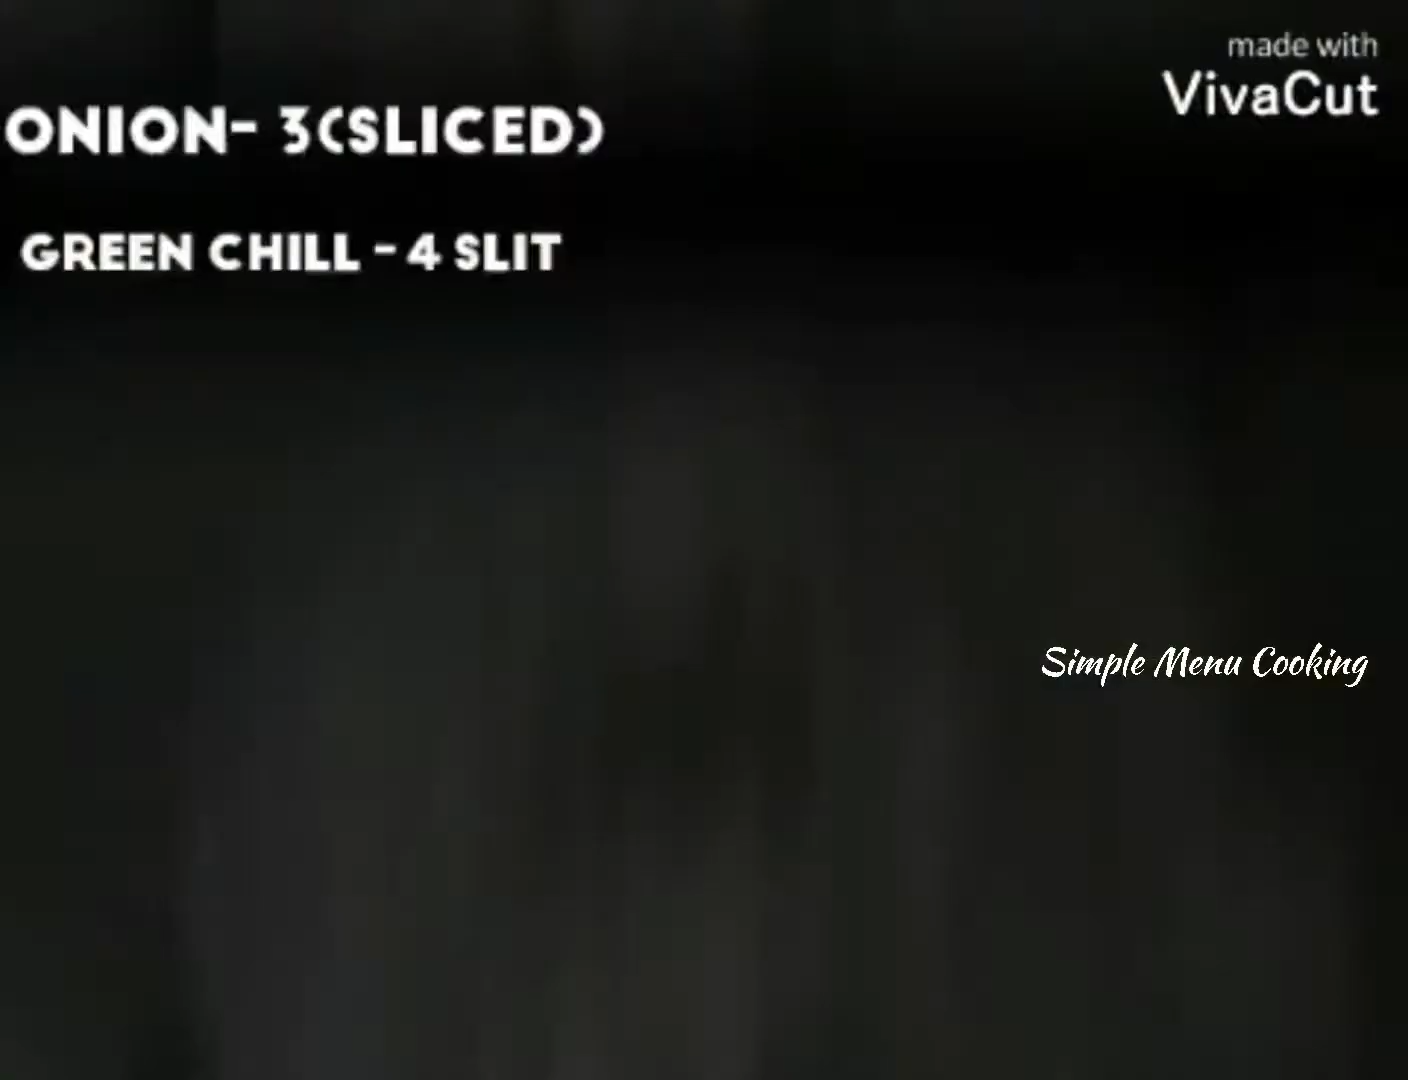 made with
VivaCut
ONION- 3(SLICED)
GREEN CHILL - 4 SLIT
Simple Menu Cooking